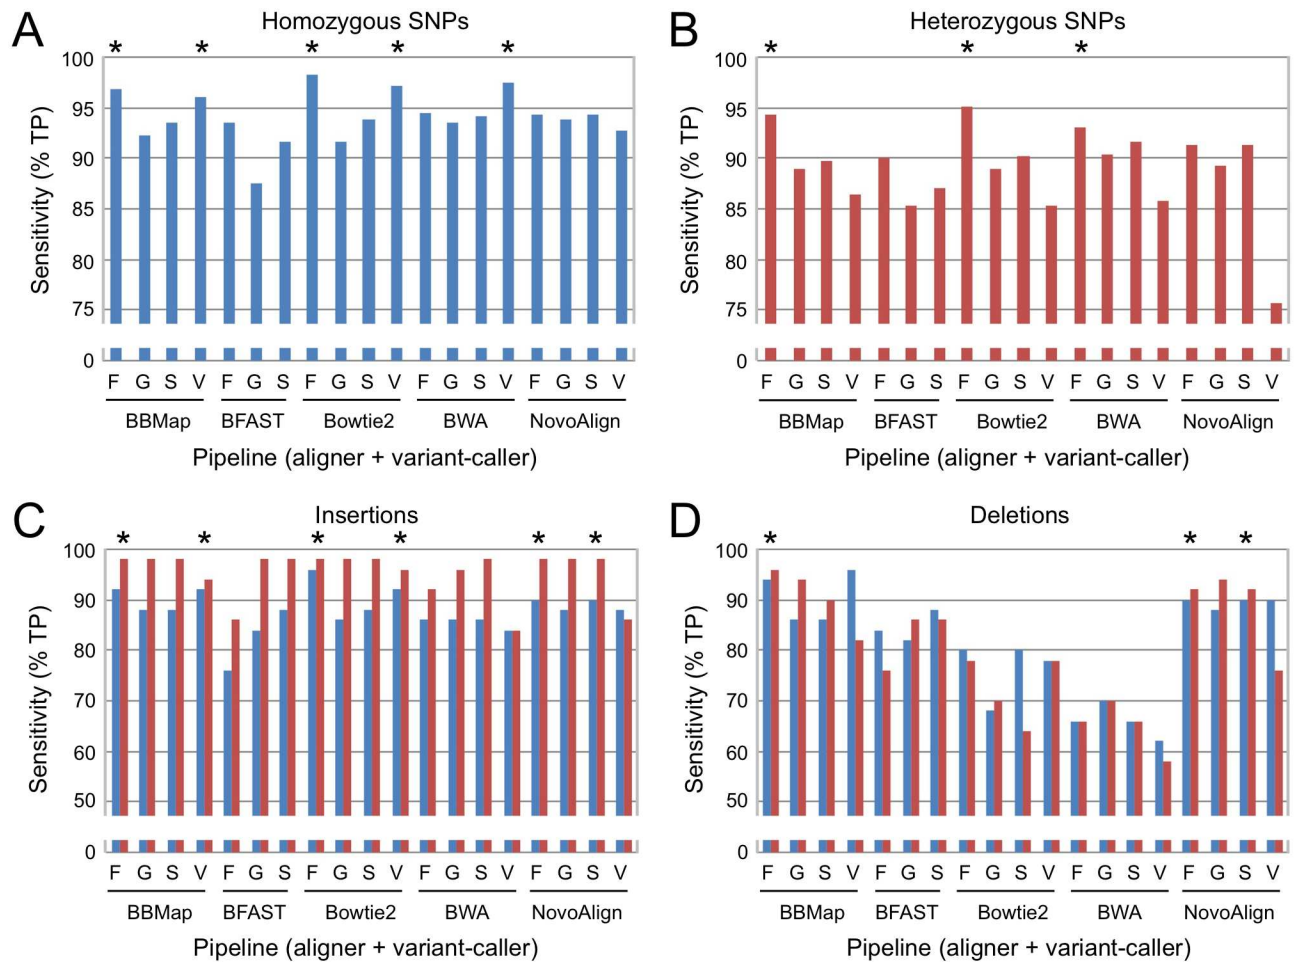 A
Homozygous SNPs
* * * * *
100
95
90
85
80
75
0
Sensitivity (% TP)
F G S V F G S F G S V F G S V F G S V
BBMap BFAST Bowtie2 BWA NovoAlign
Pipeline (aligner + variant-caller)
B
Heterozygous SNPs
* * *
100
95
90
85
80
75
0
Sensitivity (% TP)
F G S V F G S F G S V F G S V F G S V
BBMap BFAST Bowtie2 BWA NovoAlign
Pipeline (aligner + variant-caller)
C
Insertions
* * * * * *
100
90
80
70
60
50
0
Sensitivity (% TP)
F G S V F G S F G S V F G S V F G S V
BBMap BFAST Bowtie2 BWA NovoAlign
Pipeline (aligner + variant-caller)
D
Deletions
* * *
100
90
80
70
60
50
0
Sensitivity (% TP)
F G S V F G S F G S V F G S V F G S V
BBMap BFAST Bowtie2 BWA NovoAlign
Pipeline (aligner + variant-caller)